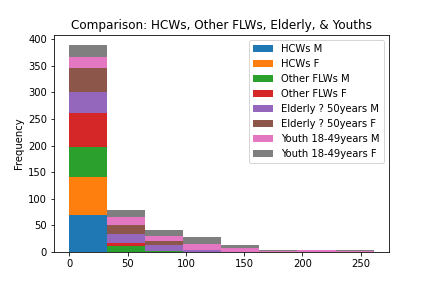 Comparison: HCWs, Other FLWs, Elderly, & Youths
400
350
300
250
200
150
100
50
0
Frequency
HCWs M
HCWs F
Other FLWs M
Other FLWs F
Elderly ? 50years M
Elderly ? 50years F
Youth 18-49years M
Youth 18-49years F
0 50 100 150 200 250